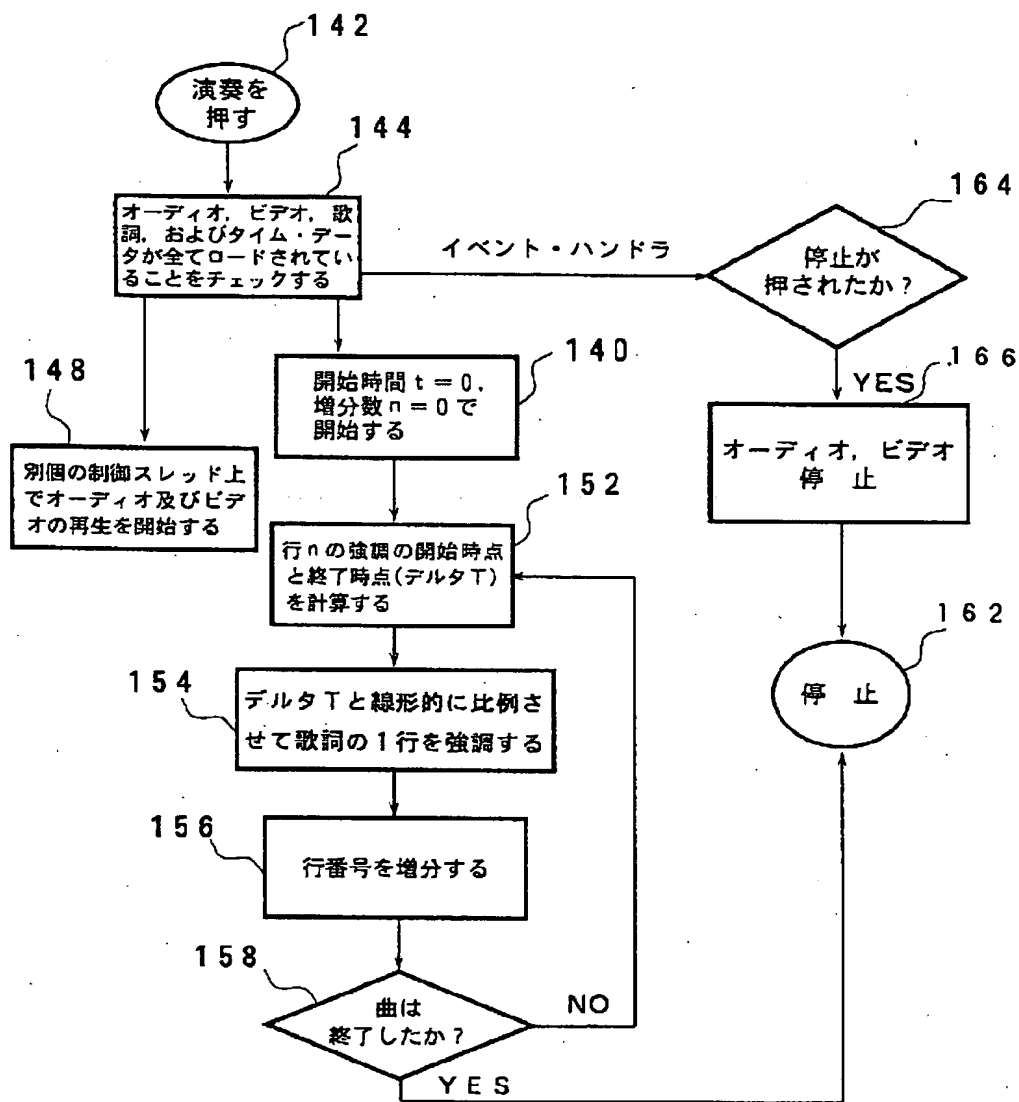 142
演奏を
押す
144
オーディオ，ビデオ，歌
詞，およびタイム・デー
タが全てロードされてい
ることをチェックする
イベント・ハンドラ
164
停止が
押されたか？
YES
148
別個の制御スレッド上
でオーディオ及びビデ
オの再生を開始する
140
開始時間ｔ＝０，
増分数ｎ＝０で
開始する
166
オーディオ，ビデオ
停 止
152
行ｎの強調の開始時点
と終了時点（デルタＴ）
を計算する
162
停 止
154
デルタＴと線形的に比例さ
せて歌詞の１行を強調する
156
行番号を増分する
158
曲は
終了したか？
NO
YES